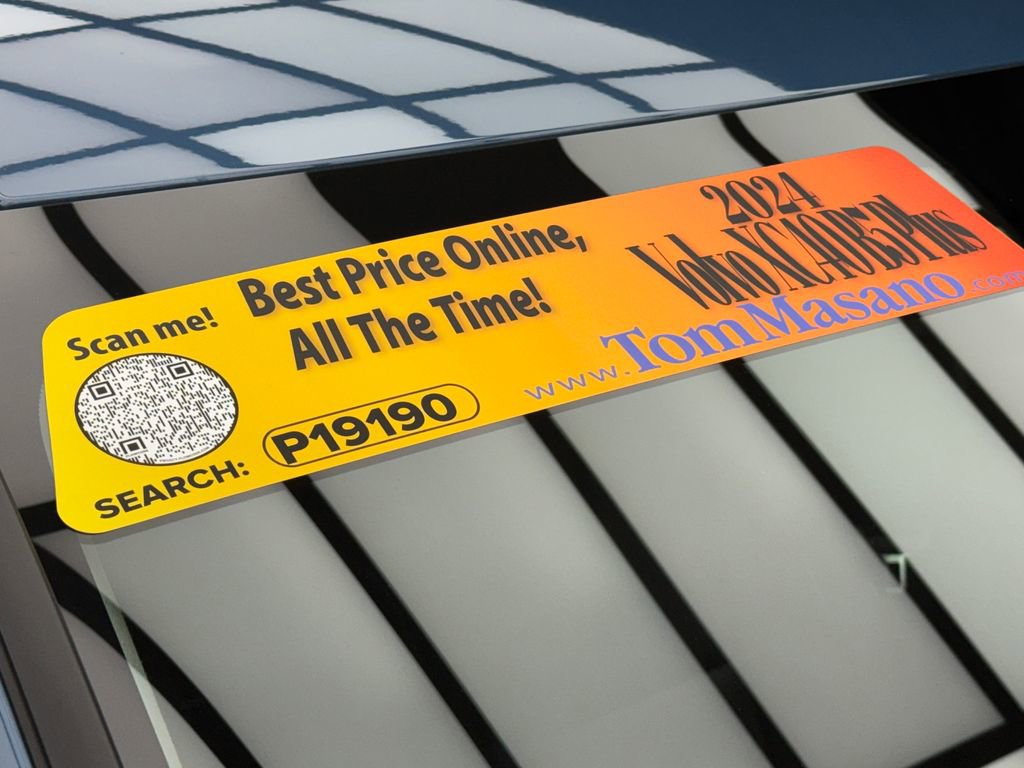 Scan me!
SEARCH:
P19190
Best Price Online,
All The Time!
2024
Volvo XC40 B5 Plus
www.TomMasano.com